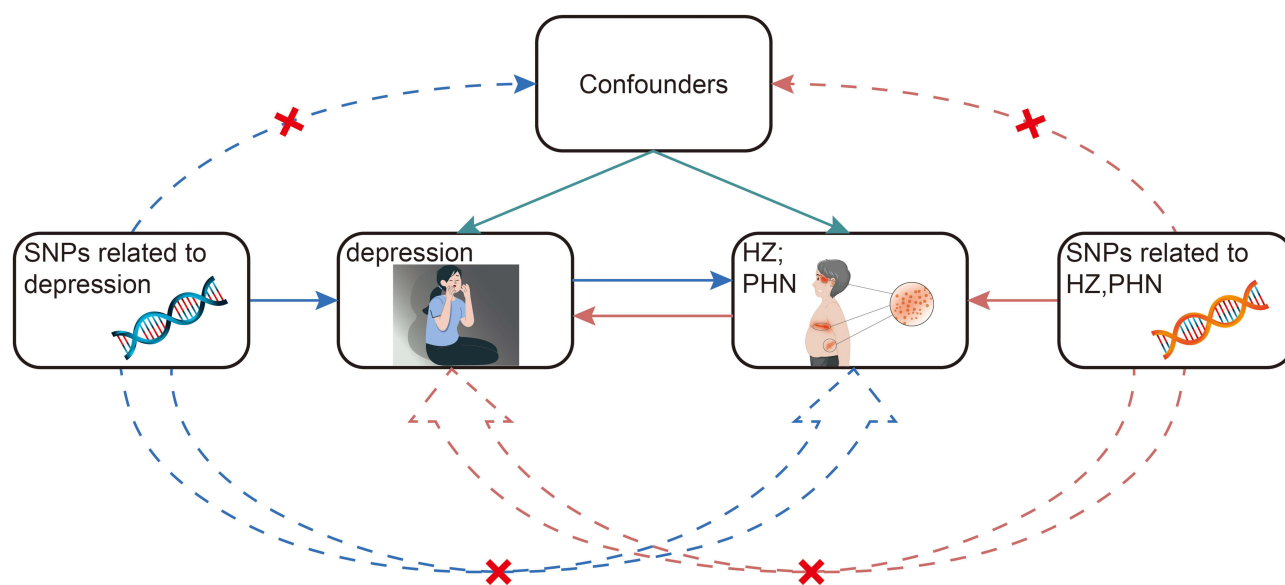 Confounders
SNPs related to
depression
depression
HZ;
PHN
SNPs related to
HZ,PHN